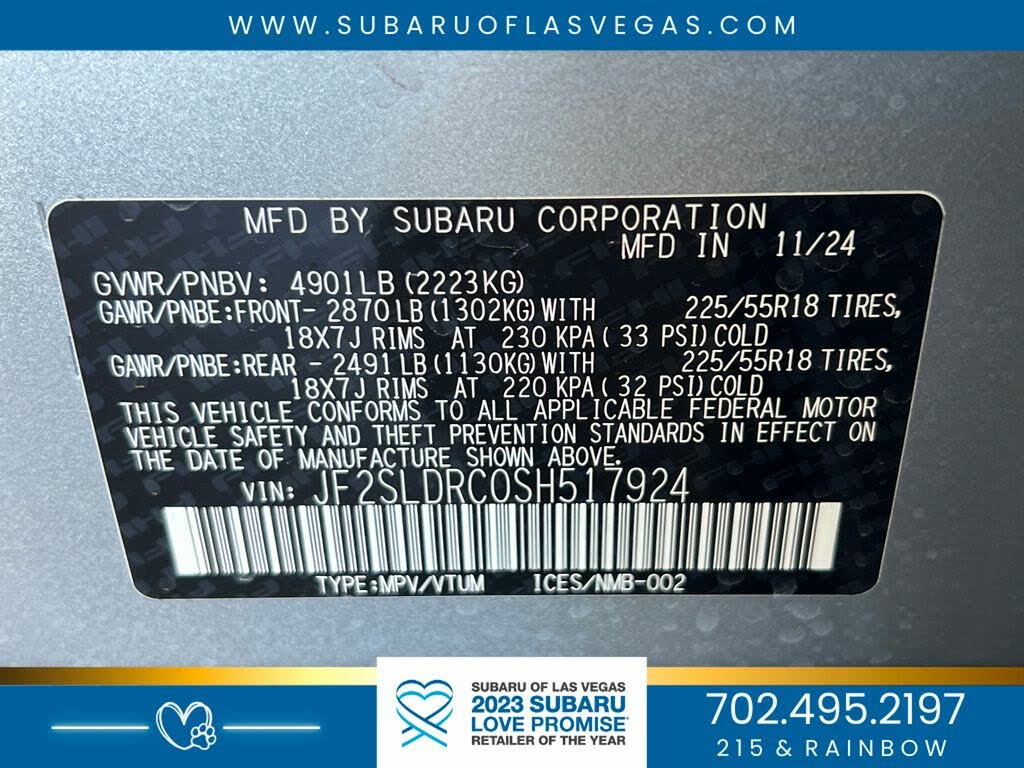 WWW.SUBARUOFLASVEGAS.COM
MFD BY SUBARU CORPORATION
MFD IN 11/24
GVWR/PNBV: 4901LB (2223KG)
GAWR/PNBE:FRONT- 2870 LB (1302KG) WITH 225/55R18 TIRES,
18X7J RIMS AT 230 KPA ( 33 PSI) COLD
GAWR/PNBE:REAR - 2491 LB (1130KG) WITH 225/55R18 TIRES,
18X7J RIMS AT 220 KPA ( 32 PSI) COLD
THIS VEHICLE CONFORMS TO ALL APPLICABLE FEDERAL MOTOR
VEHICLE SAFETY AND THEFT PREVENTION STANDARDS IN EFFECT ON
THE DATE OF MANUFACTURE SHOWN ABOVE.
VIN: JF2SLDRC0SH517924
TYPE:MPV/VTUM ICES/NMB-002
SUBARU OF LAS VEGAS
2023 SUBARU
LOVE PROMISE®
RETAILER OF THE YEAR
702.495.2197
215 & RAINBOW